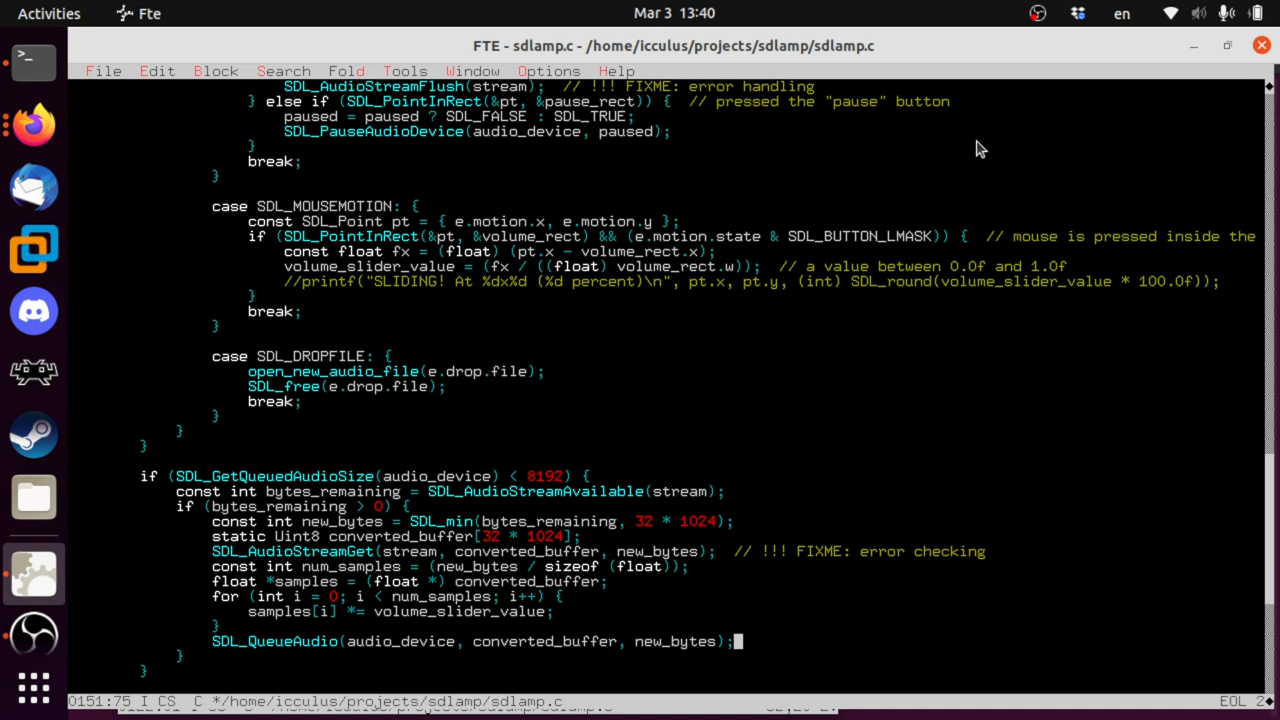 Activities Fte Mar 3 13:40 en
FTE - sdlamp.c - /home/icculus/projects/sdlamp/sdlamp.c
File Edit Block Search Fold Tools Window Options Help
SDL_AudioStreamFlush(stream); // !!! FIXME: error handling
} else if (SDL_PointInRect(&pt, &pause_rect)) { // pressed the "pause" button
paused = paused ? SDL_FALSE : SDL_TRUE;
SDL_PauseAudioDevice(audio_device, paused);
}
break;
}
case SDL_MOUSEMOTION: {
const SDL_Point pt = { e.motion.x, e.motion.y };
if (SDL_PointInRect(&pt, &volume_rect) && (e.motion.state & SDL_BUTTON_LMASK)) { // mouse is pressed inside the
const float fx = (float) (pt.x - volume_rect.x);
volume_slider_value = (fx / ((float) volume_rect.w)); // a value between 0.0f and 1.0f
//printf("SLIDING! At %dx%d (%d percent)\n", pt.x, pt.y, (int) SDL_round(volume_slider_value * 100.0f));
}
break;
}
case SDL_DROPFILE: {
open_new_audio_file(e.drop.file);
SDL_free(e.drop.file);
break;
}
}
}
if (SDL_GetQueuedAudioSize(audio_device) < 8192) {
const int bytes_remaining = SDL_AudioStreamAvailable(stream);
if (bytes_remaining > 0) {
const int new_bytes = SDL_min(bytes_remaining, 32 * 1024);
static Uint8 converted_buffer[32 * 1024];
SDL_AudioStreamGet(stream, converted_buffer, new_bytes); // !!! FIXME: error checking
const int num_samples = (new_bytes / sizeof (float));
float *samples = (float *) converted_buffer;
for (int i = 0; i < num_samples; i++) {
samples[i] *= volume_slider_value;
}
SDL_QueueAudio(audio_device, converted_buffer, new_bytes);
}
}
0151:75 I CS C */home/icculus/projects/sdlamp/sdlamp.c EOL 2